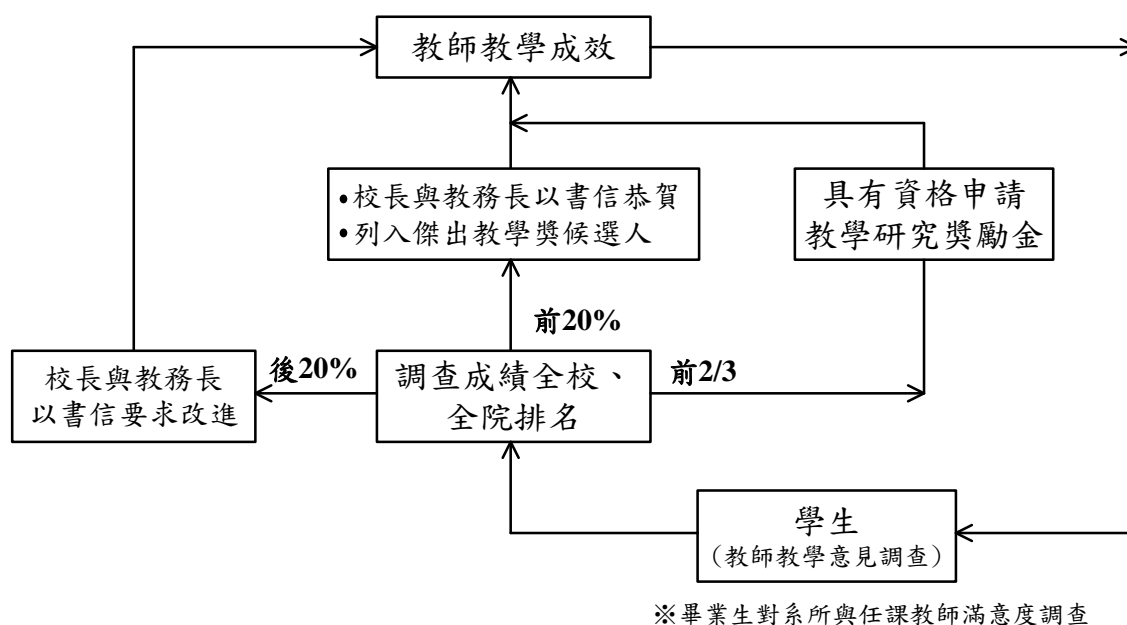 教師教學成效
•校長與教務長以書信恭賀
•列入傑出教學獎候選人
具有資格申請
教學研究獎勵金
前20%
後20%
前2/3
校長與教務長
以書信要求改進
調查成績全校、
全院排名
學生
（教師教學意見調查）
※畢業生對系所與任課教師滿意度調查